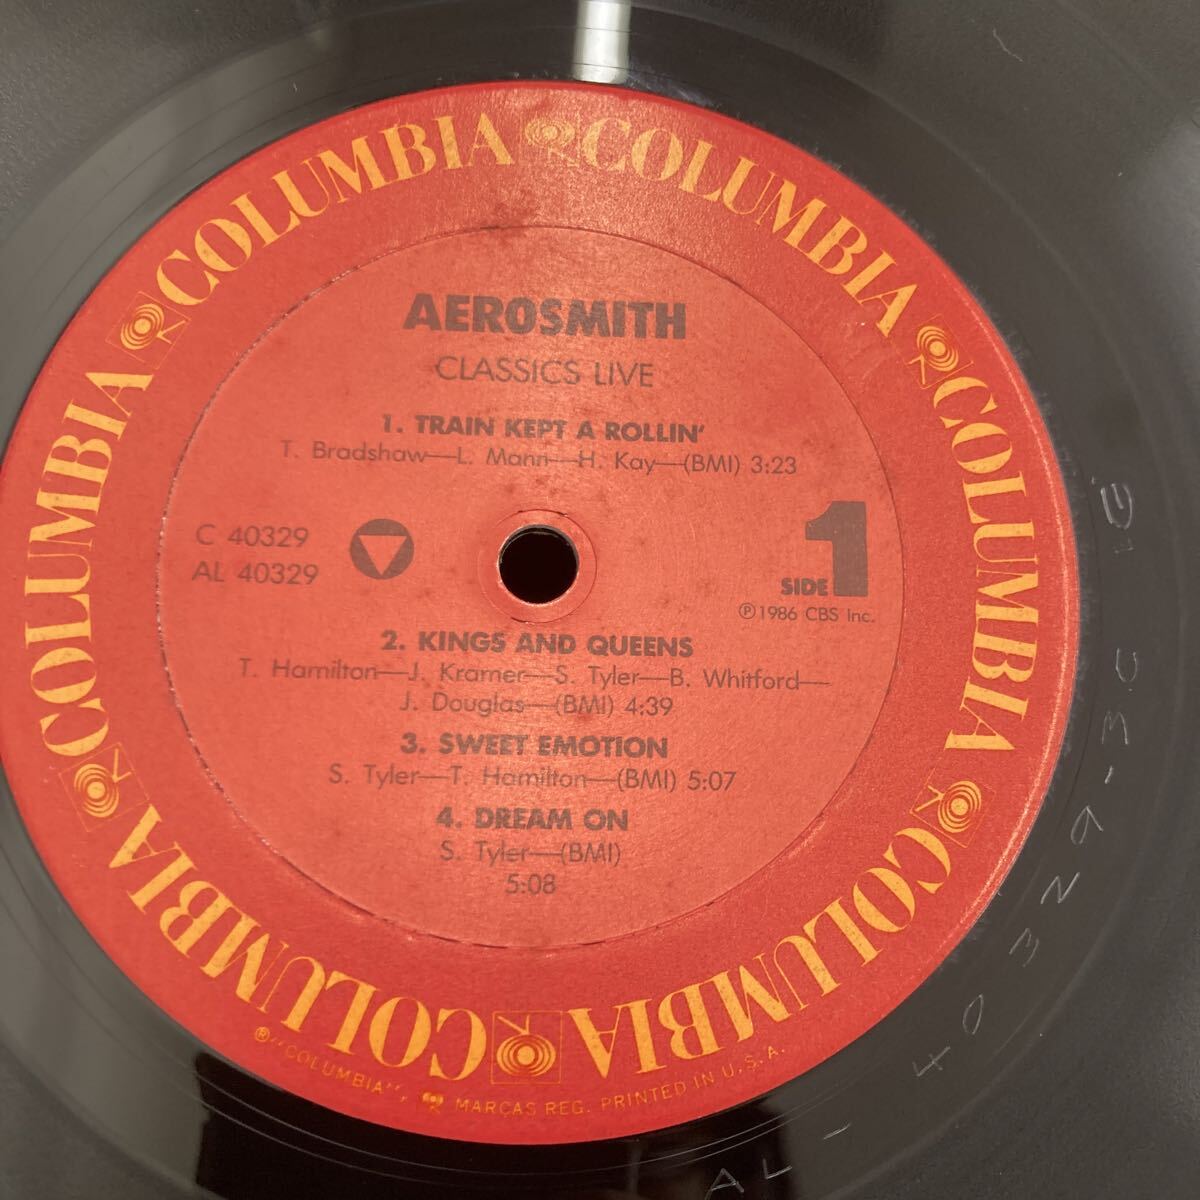 COLUMBIA COLUMBIA COLUMBIA COLUMBIA COLUMBIA COLUMBIA COLUMBIA COLUMBIA
AEROSMITH
CLASSICS LIVE
1. TRAIN KEPT A ROLLIN'
T. Bradshaw—L. Mann—H. Kay—(BMI) 3:23
C 40329
AL 40329
SIDE 1
℗1986 CBS Inc.
2. KINGS AND QUEENS
T. Hamilton—J. Kramer—S. Tyler—B. Whitford—
J. Douglas—(BMI) 4:39
3. SWEET EMOTION
S. Tyler—T. Hamilton—(BMI) 5:07
4. DREAM ON
S. Tyler—(BMI)
5:08
®"COLUMBIA", MARCAS REG. PRINTED IN U.S.A.
AL-40329-3C